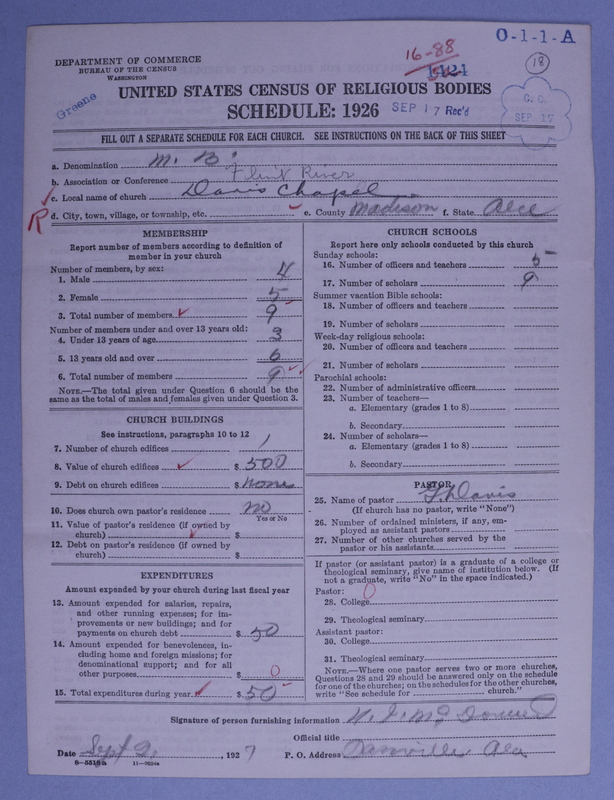 O-1-1-A
DEPARTMENT OF COMMERCE
BUREAU OF THE CENSUS
WASHINGTON
16-88
18
Greene
UNITED STATES CENSUS OF RELIGIOUS BODIES
SCHEDULE: 1926 SEP 17 Rec'd
C. C.
SEP 17
FILL OUT A SEPARATE SCHEDULE FOR EACH CHURCH. SEE INSTRUCTIONS ON THE BACK OF THIS SHEET
a. Denomination M. B.
b. Association or Conference Flint River
c. Local name of church Davis Chapel
R d. City, town, village, or township, etc. e. County Madison f. State Ala
MEMBERSHIP
Report number of members according to definition of
member in your church
Number of members, by sex:
1. Male 4
2. Female 5
3. Total number of members 9
Number of members under and over 13 years old:
4. Under 13 years of age 3
5. 13 years old and over 6
6. Total number of members 9
NOTE.—The total given under Question 6 should be the
same as the total of males and females given under Question 3.
CHURCH BUILDINGS
See instructions, paragraphs 10 to 12
7. Number of church edifices 1
8. Value of church edifices $ 500
9. Debt on church edifices $ none
10. Does church own pastor's residence? no
Yes or No
11. Value of pastor's residence (if owned by
church) $
12. Debt on pastor's residence (if owned by
church) $
EXPENDITURES
Amount expended by your church during last fiscal year
13. Amount expended for salaries, repairs,
and other running expenses; for im-
provements or new buildings; and for
payments on church debt $ 50
14. Amount expended for benevolences, in-
cluding home and foreign missions; for
denominational support; and for all
other purposes $ 0
15. Total expenditures during year $ 50
CHURCH SCHOOLS
Report here only schools conducted by this church
Sunday schools:
16. Number of officers and teachers 5
17. Number of scholars 9
Summer vacation Bible schools:
18. Number of officers and teachers
19. Number of scholars
Week-day religious schools:
20. Number of officers and teachers
21. Number of scholars
Parochial schools:
22. Number of administrative officers
23. Number of teachers—
a. Elementary (grades 1 to 8)
b. Secondary
24. Number of scholars—
a. Elementary (grades 1 to 8)
b. Secondary
PASTOR
25. Name of pastor Davis
(If church has no pastor, write "None")
26. Number of ordained ministers, if any, em-
ployed as assistant pastors
27. Number of other churches served by the
pastor or his assistants
If pastor (or assistant pastor) is a graduate of a college or
theological seminary, give name of institution below. (If
not a graduate, write "No" in the space indicated.)
Pastor: 0
28. College
29. Theological seminary
Assistant pastor:
30. College
31. Theological seminary
NOTE.—Where one pastor serves two or more churches,
Questions 28 and 29 should be answered only on the schedule
for one of the churches; on the schedules for the other churches,
write "See schedule for church."
Signature of person furnishing information
Official title
Date Sept 9, 1927 P. O. Address Danville Ala
8-5516a 11-9024a